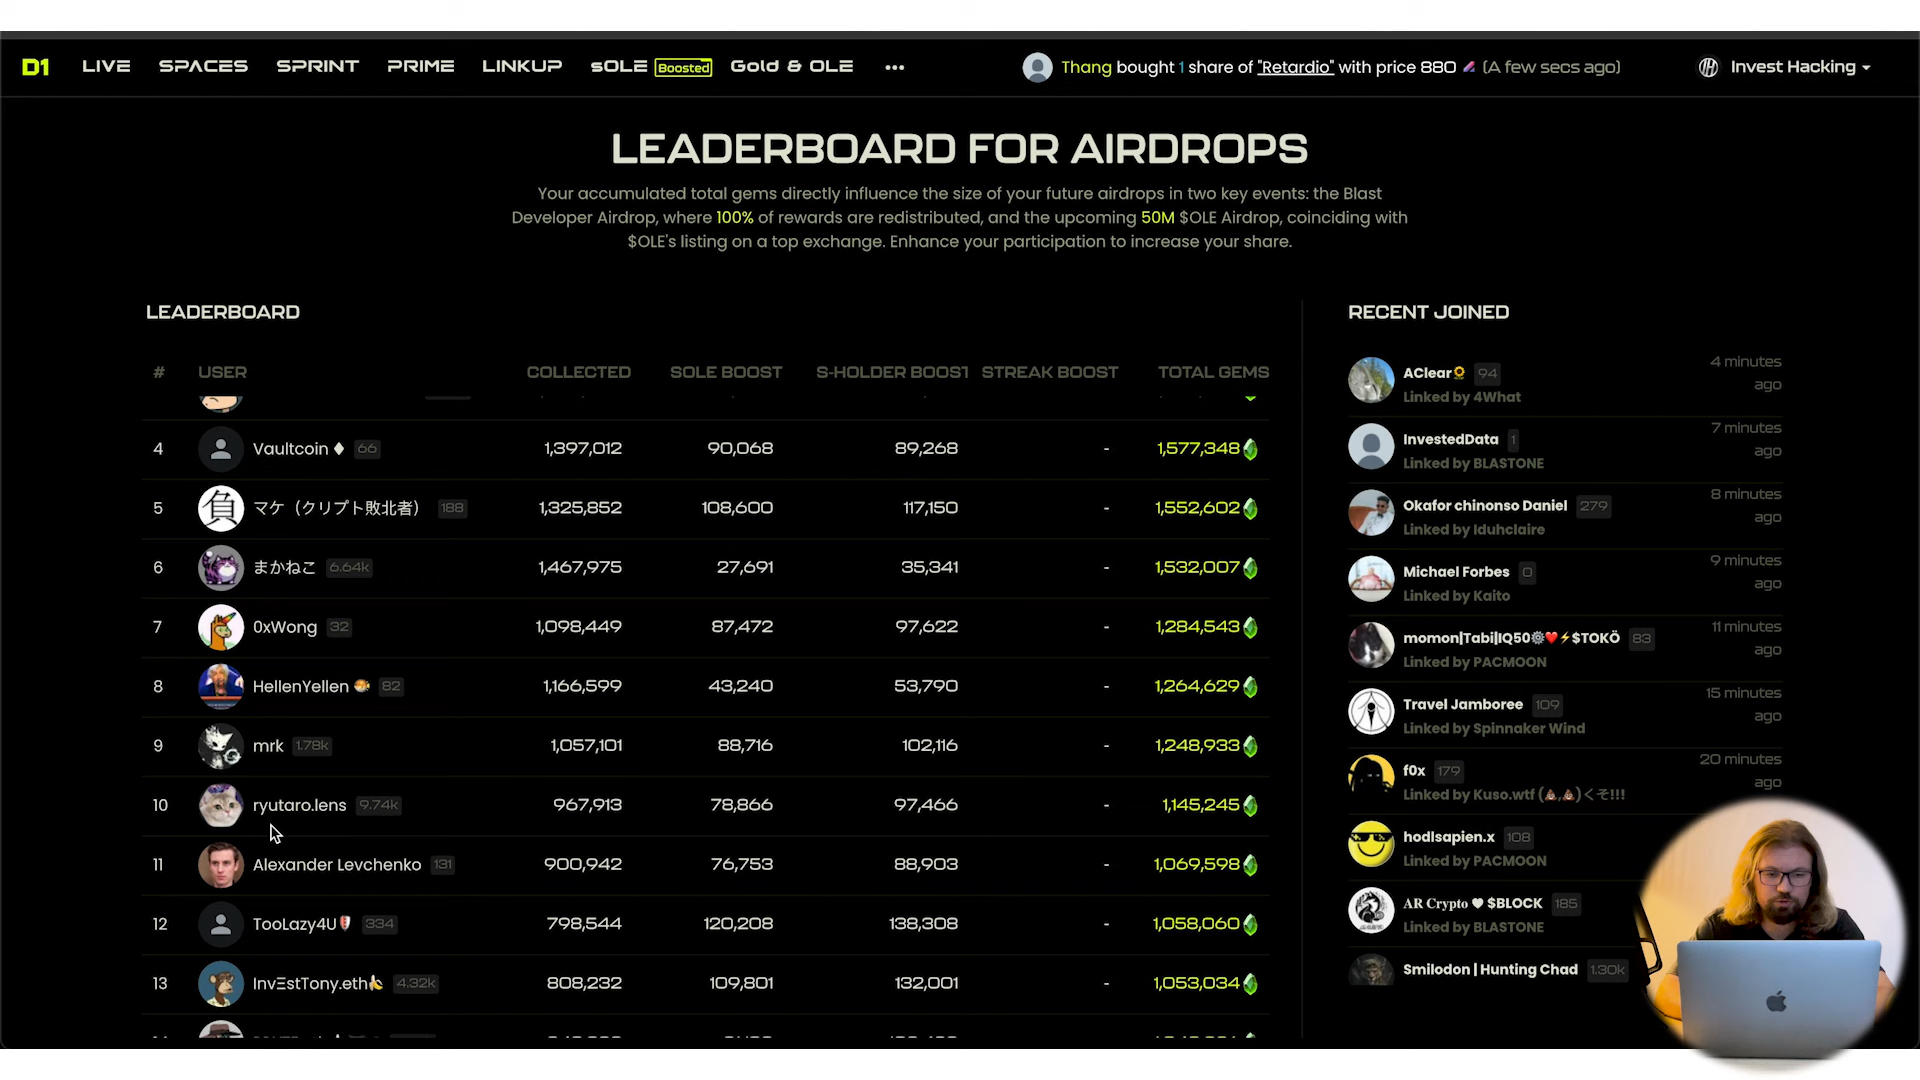 D1 LIVE SPACES SPRINT PRIME LINKUP sOLE Boosted Gold & OLE ••• Thang bought 1 share of "Retardio" with price 880 (A few secs ago) Invest Hacking
LEADERBOARD FOR AIRDROPS
Your accumulated total gems directly influence the size of your future airdrops in two key events: the Blast
Developer Airdrop, where 100% of rewards are redistributed, and the upcoming 50M $OLE Airdrop, coinciding with
$OLE's listing on a top exchange. Enhance your participation to increase your share.
LEADERBOARD
# USER COLLECTED SOLE BOOST S-HOLDER BOOST STREAK BOOST TOTAL GEMS
4 Vaultcoin ♦ 66 1,397,012 90,068 89,268 - 1,577,348
5 マケ（クリプト敗北者） 188 1,325,852 108,600 117,150 - 1,552,602
負
6 まかねこ 6.64k 1,467,975 27,691 35,341 - 1,532,007
7 0xWong 32 1,098,449 87,472 97,622 - 1,284,543
8 HellenYellen 🐡 82 1,166,599 43,240 53,790 - 1,264,629
9 mrk 1.78k 1,057,101 88,716 102,116 - 1,248,933
10 ryutaro.lens 9.74k 967,913 78,866 97,466 - 1,145,245
11 Alexander Levchenko 131 900,942 76,753 88,903 - 1,069,598
12 TooLazy4U 334 798,544 120,208 138,308 - 1,058,060
13 InvΞstTony.eth🍌 4.32k 808,232 109,801 132,001 - 1,053,034
RECENT JOINED
AClear🌻 94 4 minutes ago
Linked by 4What
InvestedData 1 7 minutes ago
Linked by BLASTONE
Okafor chinonso Daniel 279 8 minutes ago
Linked by Iduhclaire
Michael Forbes 0 9 minutes ago
Linked by Kaito
momon|Tabi|IQ50⚙️❤️⚡$TOKÖ 83 11 minutes ago
Linked by PACMOON
Travel Jamboree 109 15 minutes ago
Linked by Spinnaker Wind
f0x 179 20 minutes ago
Linked by Kuso.wtf (💩,💩)くそ!!!
hodlsapien.x 108
Linked by PACMOON
AR Crypto ♥ $BLOCK 185
Linked by BLASTONE
Smilodon | Hunting Chad 1.30k